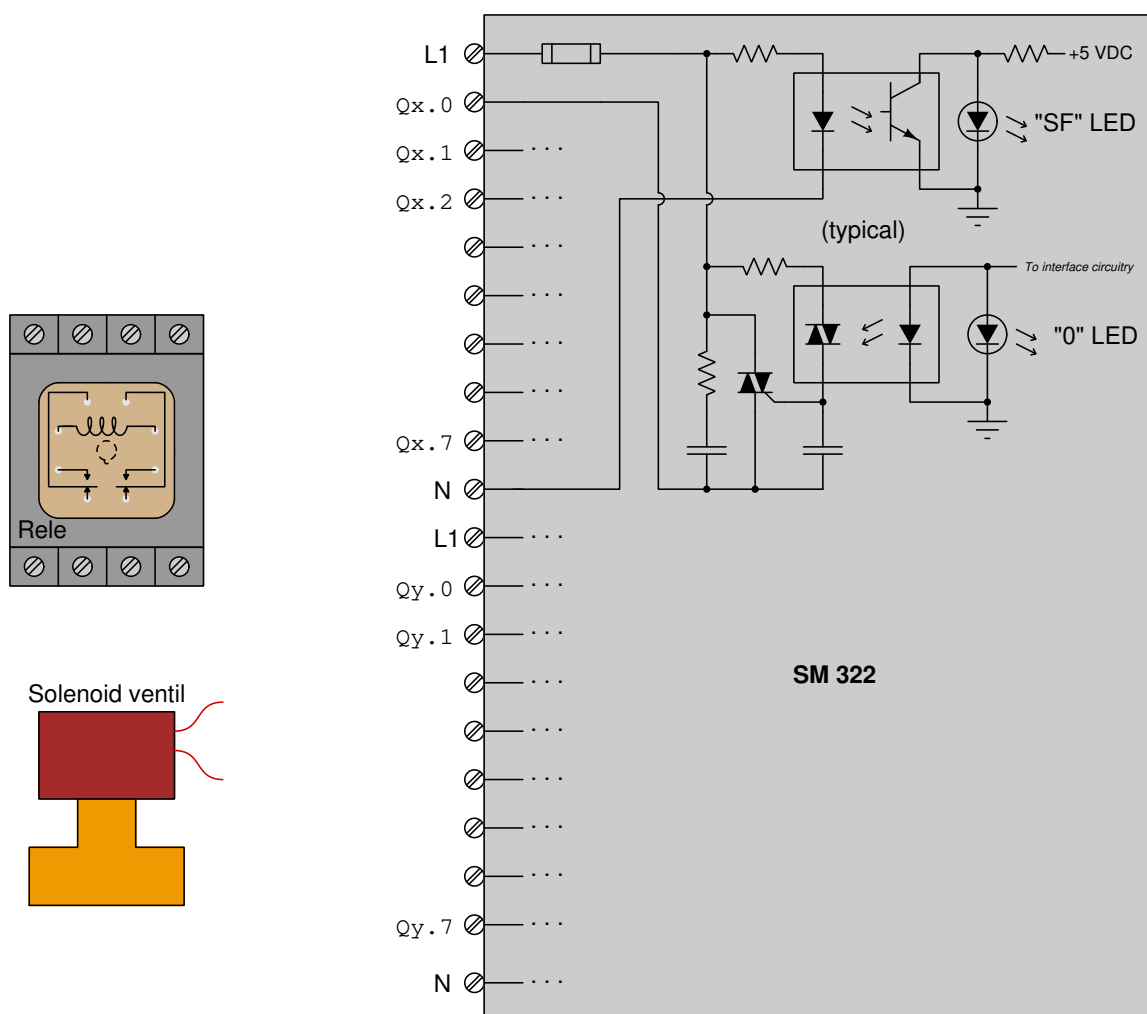 L1
+5 VDC
Qx.0
"SF" LED
Qx.1
...
Qx.2
...
(typical)
...
To interface circuitry
...
"0" LED
...
...
Qx.7
...
N
Rele
L1
...
Qy.0
...
Qy.1
...
SM 322
...
Solenoid ventil
...
...
...
...
Qy.7
...
N
...